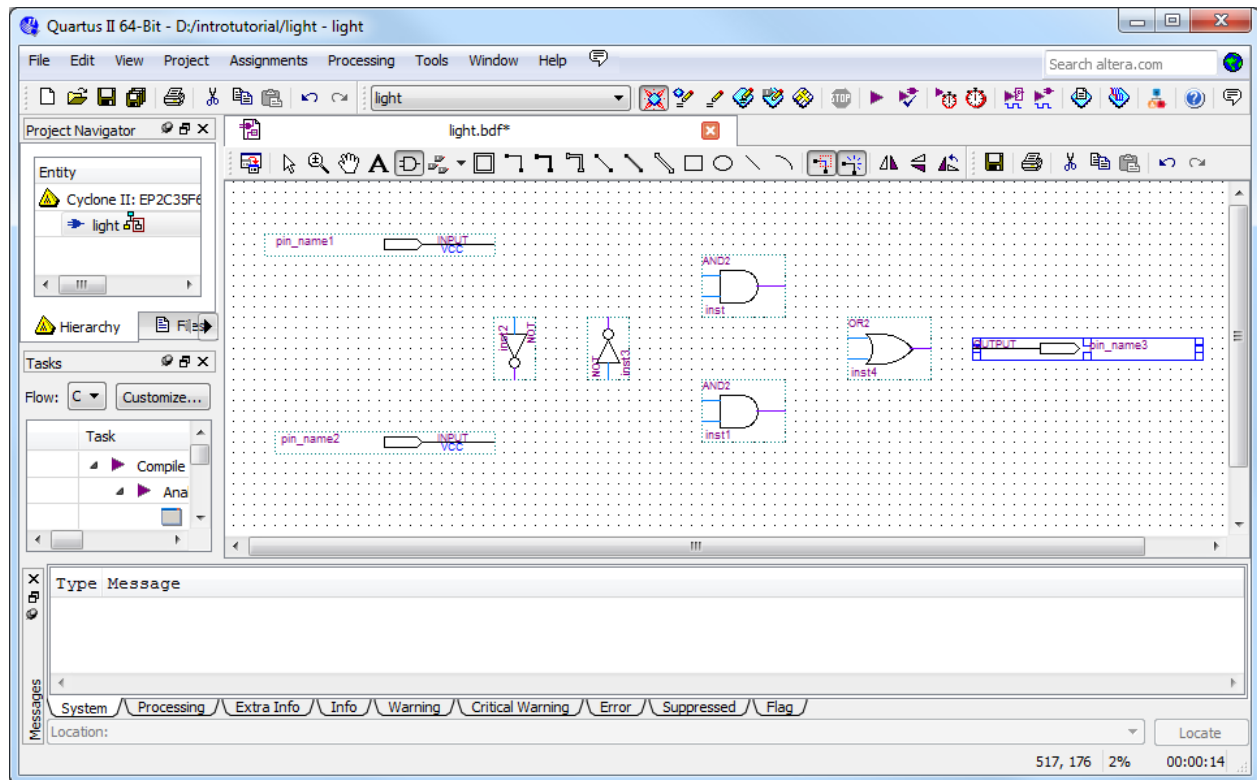 Quartus II 64-Bit - D:/introtutorial/light - light
File Edit View Project Assignments Processing Tools Window Help
Search altera.com
light
STOP
Project Navigator
light.bdf*
A
Entity
Cyclone II: EP2C35F6
light
Hierarchy
Files
Tasks
Flow: C Customize...
Task
Compile
Ana
pin_name1 INPUT
VCC
AND2
inst
inst2 NOT
NOT inst3
OR2
inst4
OUTPUT pin_name3
AND2
inst1
pin_name2 INPUT
VCC
Type Message
Messages
System Processing Extra Info Info Warning Critical Warning Error Suppressed Flag
Location:
Locate
517, 176 2% 00:00:14